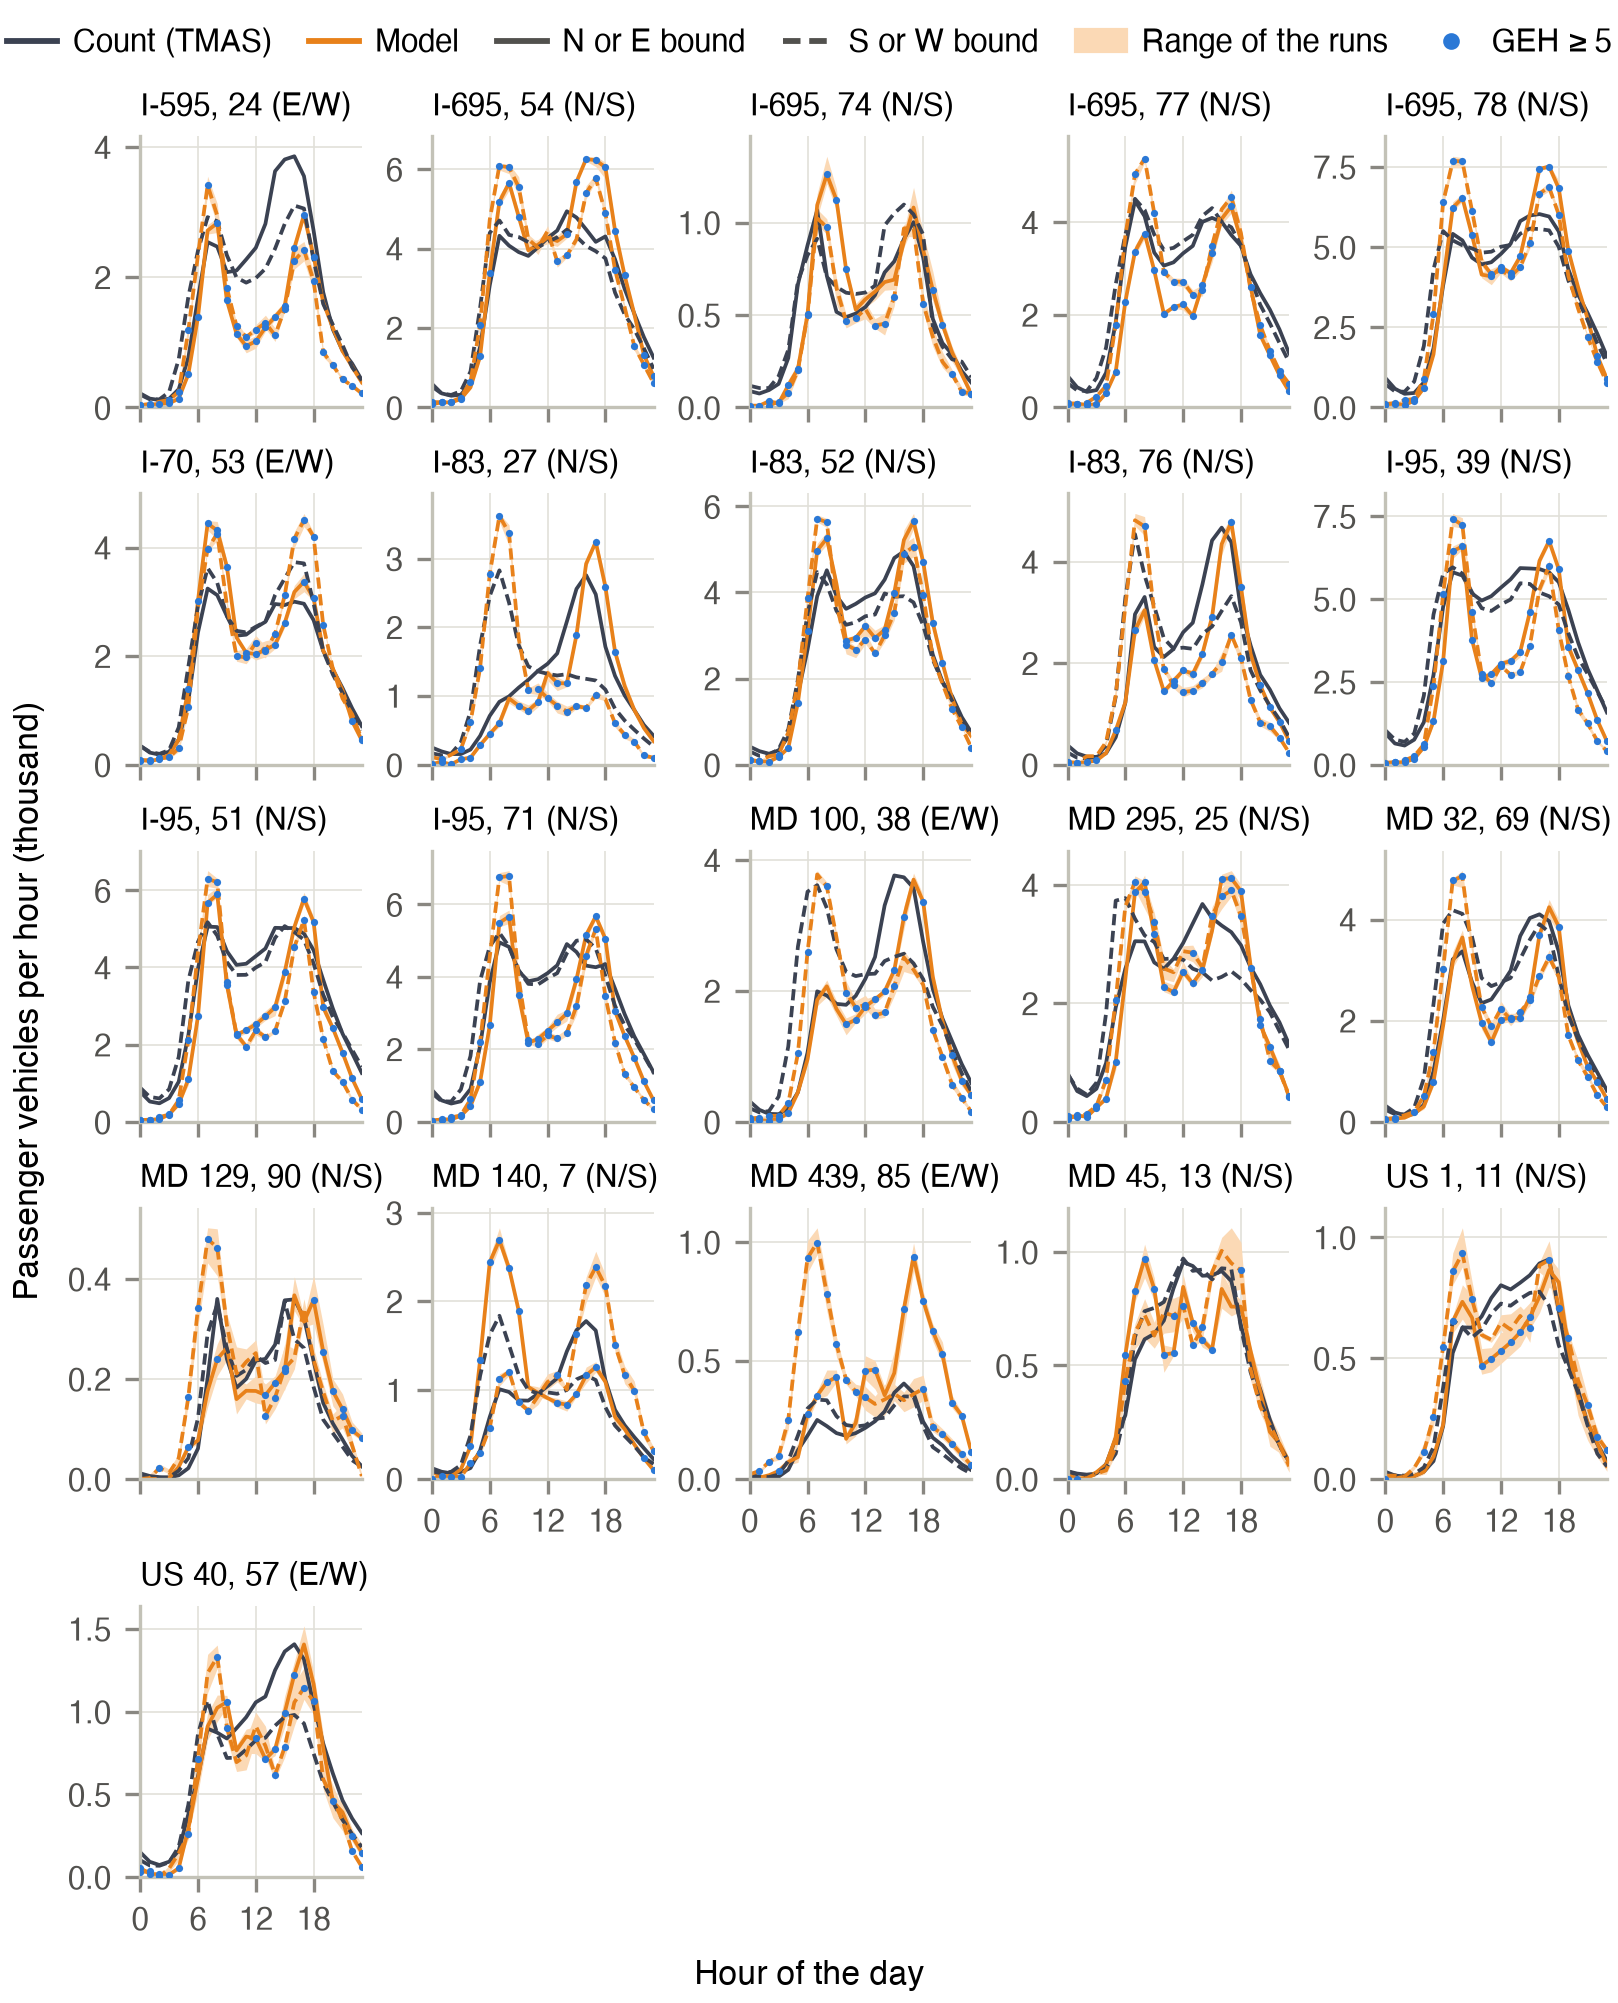 Count (TMAS) Model N or E bound S or W bound Range of the runs GEH ≥ 5
I-595, 24 (E/W) I-695, 54 (N/S) I-695, 74 (N/S) I-695, 77 (N/S) I-695, 78 (N/S)
4 2 0
6 4 2 0
1.0 0.5 0.0
4 2 0
7.5 5.0 2.5 0.0
I-70, 53 (E/W) I-83, 27 (N/S) I-83, 52 (N/S) I-83, 76 (N/S) I-95, 39 (N/S)
4 2 0
3 2 1 0
6 4 2 0
4 2 0
7.5 5.0 2.5 0.0
Passenger vehicles per hour (thousand)
I-95, 51 (N/S) I-95, 71 (N/S) MD 100, 38 (E/W) MD 295, 25 (N/S) MD 32, 69 (N/S)
6 4 2 0
6 4 2 0
4 2 0
4 2 0
4 2 0
MD 129, 90 (N/S) MD 140, 7 (N/S) MD 439, 85 (E/W) MD 45, 13 (N/S) US 1, 11 (N/S)
0.4 0.2 0.0
3 2 1 0
1.0 0.5 0.0
1.0 0.5 0.0
1.0 0.5 0.0
0 6 12 18 0 6 12 18 0 6 12 18 0 6 12 18
US 40, 57 (E/W)
1.5 1.0 0.5 0.0
0 6 12 18
Hour of the day